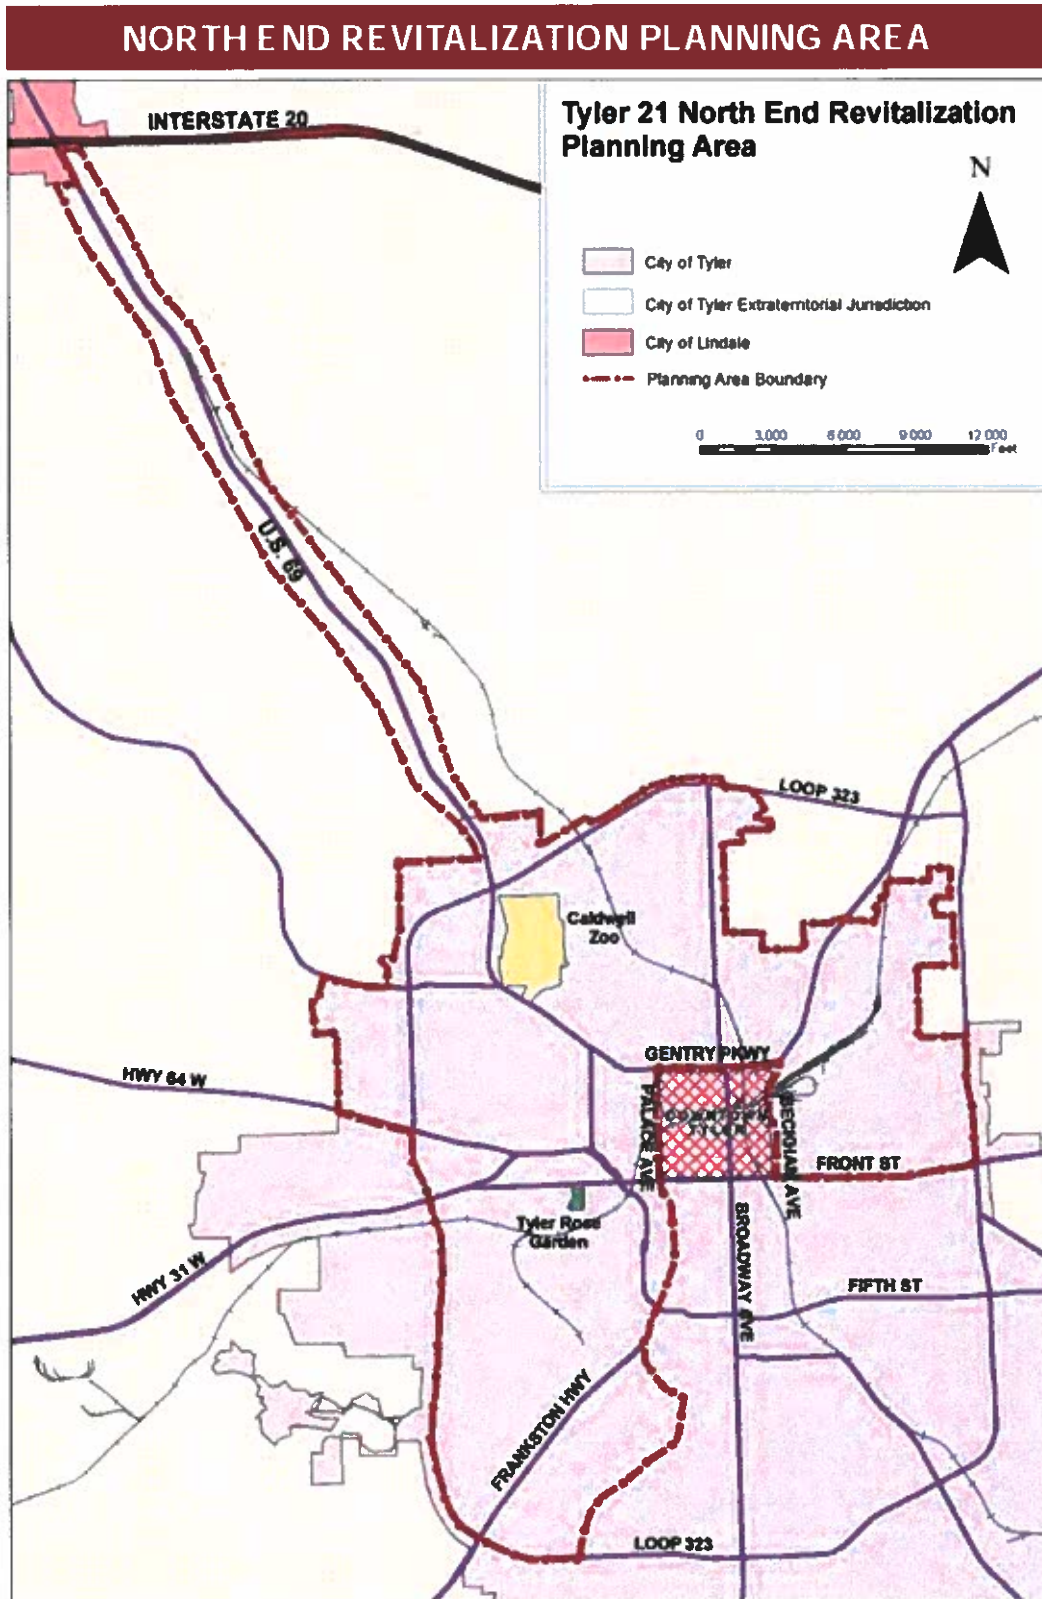 NORTH END REVITALIZATION PLANNING AREA
INTERSTATE 20
Tyler 21 North End Revitalization
Planning Area
N
City of Tyler
City of Tyler Extraterritorial Jurisdiction
City of Lindale
Planning Area Boundary
0 3,000 6 000 9 000 12 000
Feet
U.S. 69
LOOP 323
Caldwell
Zoo
GENTRY PKWY
HWY 64 W
PALACE AVE
DOWNTOWN
TYLER
BECKHAM AVE
FRONT ST
Tyler Rose
Garden
BROADWAY AVE
HWY 31 W
FIFTH ST
FRANKSTON HWY
LOOP 323